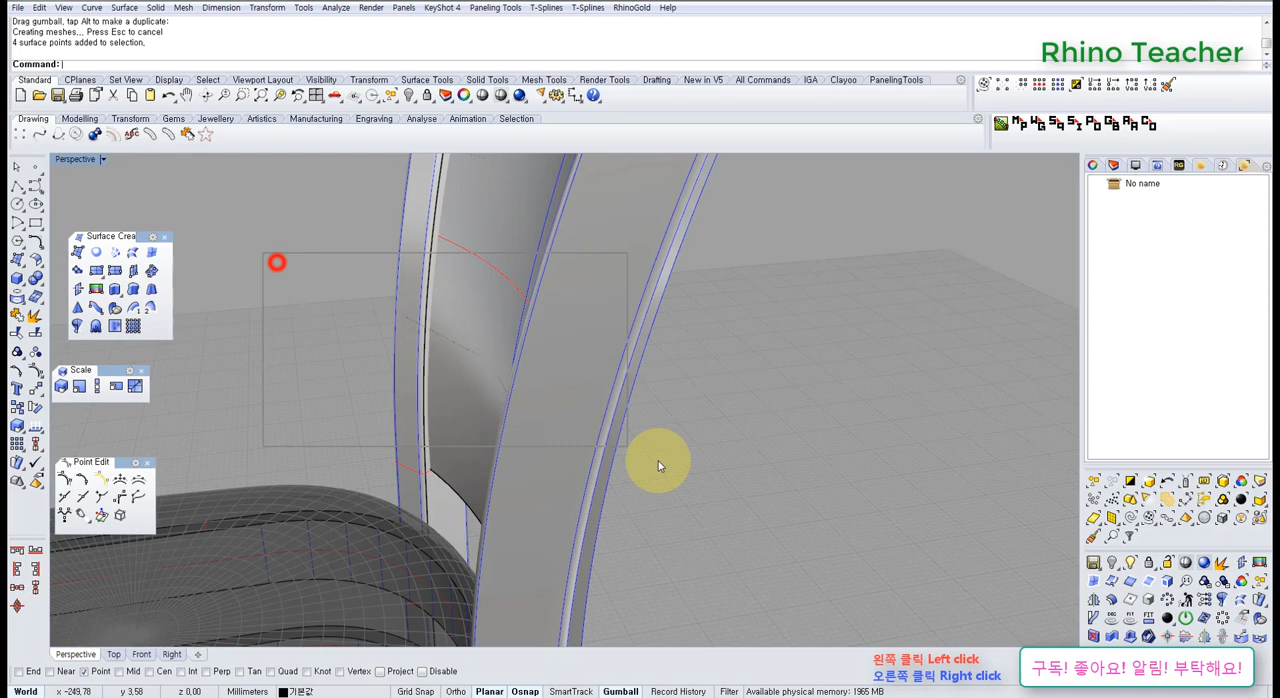 File Edit View Curve Surface Solid Mesh Dimension Transform Tools Analyze Render Panels KeyShot 4 Paneling Tools T-Splines T-Splines RhinoGold Help
Drag gumball, tap Alt to make a duplicate:
Creating meshes... Press Esc to cancel
4 surface points added to selection.
Command:
Rhino Teacher
Standard CPlanes Set View Display Select Viewport Layout Visibility Transform Curve Tools Surface Tools Solid Tools Mesh Tools Render Tools Drafting New in V5 All Commands IGA Clayoo PanelingTools
Drawing Modelling Transform Gems Jewellery Artistics Manufacturing Engraving Analyse Animation Selection
Perspective
No name
Surface Crea
Scale
Point Edit
Perspective Top Front Right
End Near Point Mid Cen Int Perp Tan Quad Knot Vertex Project Disable
왼쪽 클릭 Left click
오른쪽 클릭 Right click
구독! 좋아요! 알림! 부탁해요!
World x -249.78 y 3.58 z 0.00 Millimeters 기본값 Grid Snap Ortho Planar Osnap SmartTrack Gumball Record History Filter Available physical memory: 1965 MB